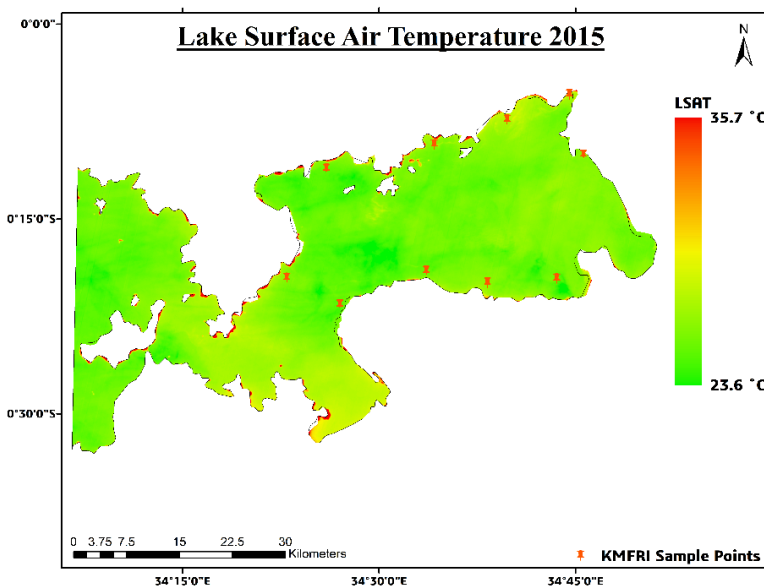 Lake Surface Air Temperature 2015
N
0°0'0"
LSAT
35.7 °C
23.6 °C
0°15'0"S
0°30'0"S
0 3.75 7.5 15 22.5 30
Kilometers
KMFRI Sample Points
34°15'0"E 34°30'0"E 34°45'0"E